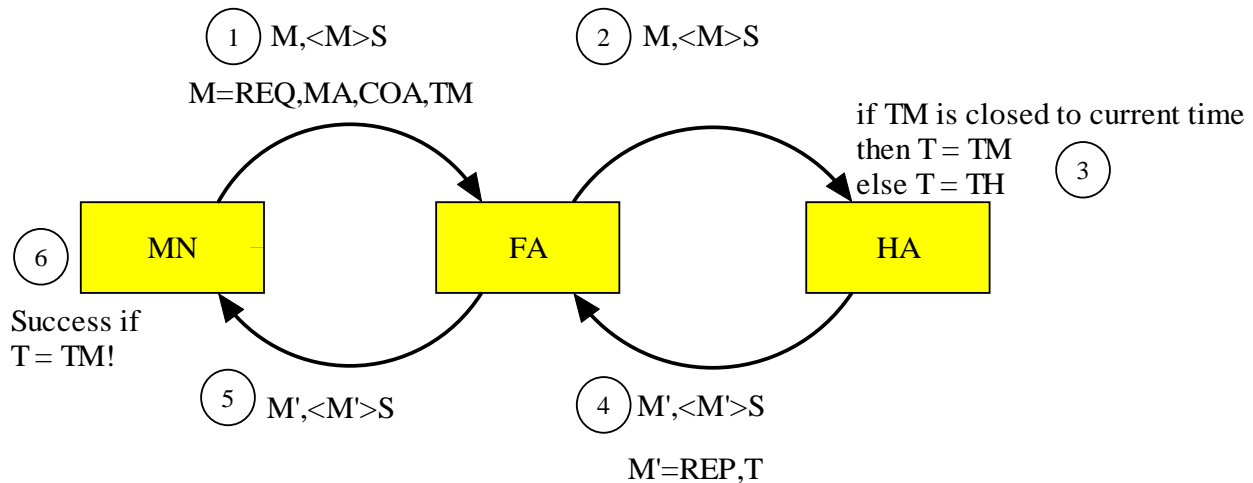 1 M,<M>S
M=REQ,MA,COA,TM
2 M,<M>S
if TM is closed to current time
then T = TM
else T = TH
3
MN
FA
HA
6
Success if
T = TM!
5 M',<M'>S
4 M',<M'>S
M'=REP,T